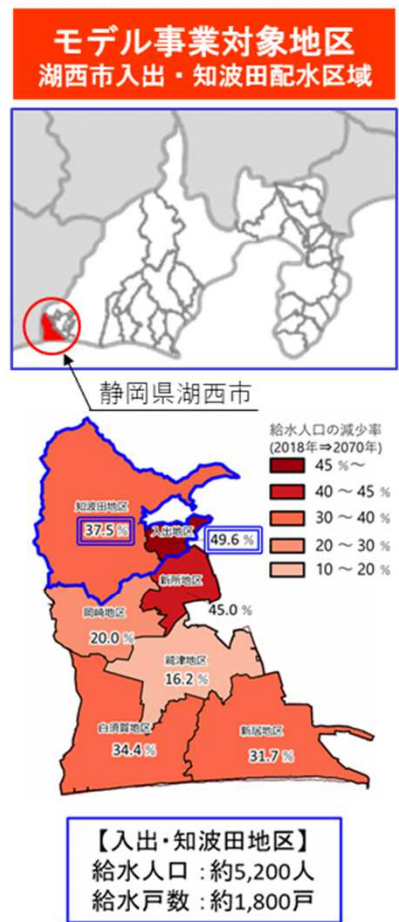 モデル事業対象地区
湖西市入出・知波田配水区域
静岡県湖西市
給水人口の減少率
(2018年⇒2070年)
45 %～
40 ～ 45 %
30 ～ 40 %
20 ～ 30 %
10 ～ 20 %
知波田地区
37.5 %
入出地区
49.6 %
新所地区
45.0 %
岡崎地区
20.0 %
鷲津地区
16.2 %
白須賀地区
34.4 %
新居地区
31.7 %
【入出・知波田地区】
給水人口：約5,200人
給水戸数：約1,800戸